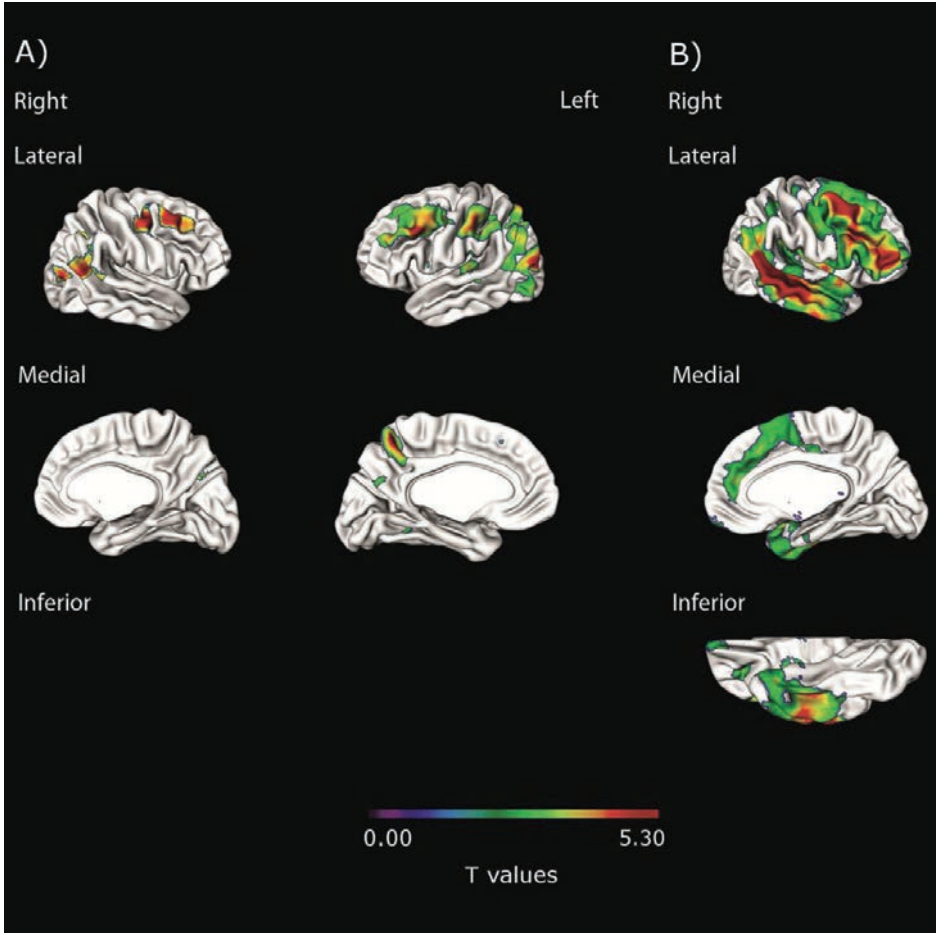 A)
B)
Right
Left
Right
Lateral
Lateral
Medial
Medial
Inferior
Inferior
0.00
5.30
T values